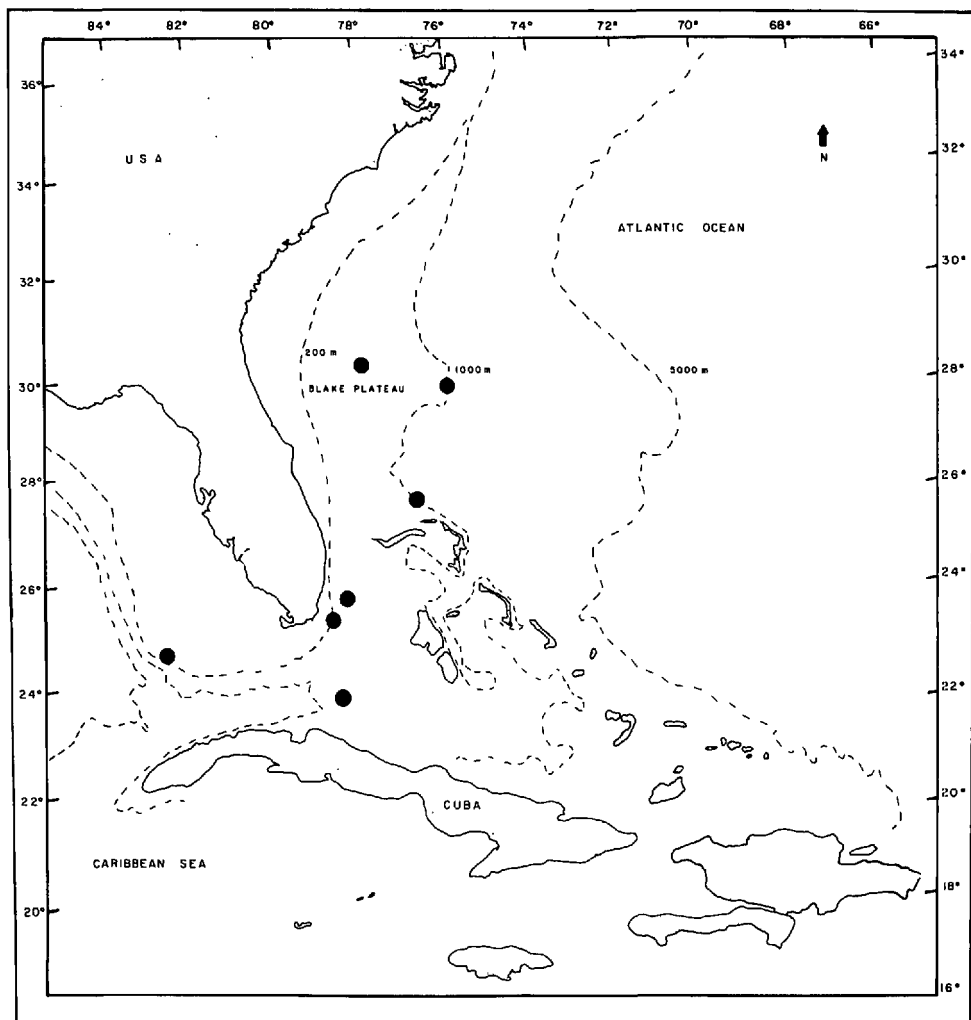 84° 82° 80° 78° 76° 72° 70° 68° 66°
36° 34°
N
USA 32°
34°
ATLANTIC OCEAN
32° 30°
200 m
1000 m 5000 m 28°
BLAKE PLATEAU
30°
28° 26°
26° 24°
24° 22°
22° CUBA 20°
CARIBBEAN SEA
18°
20°
16°